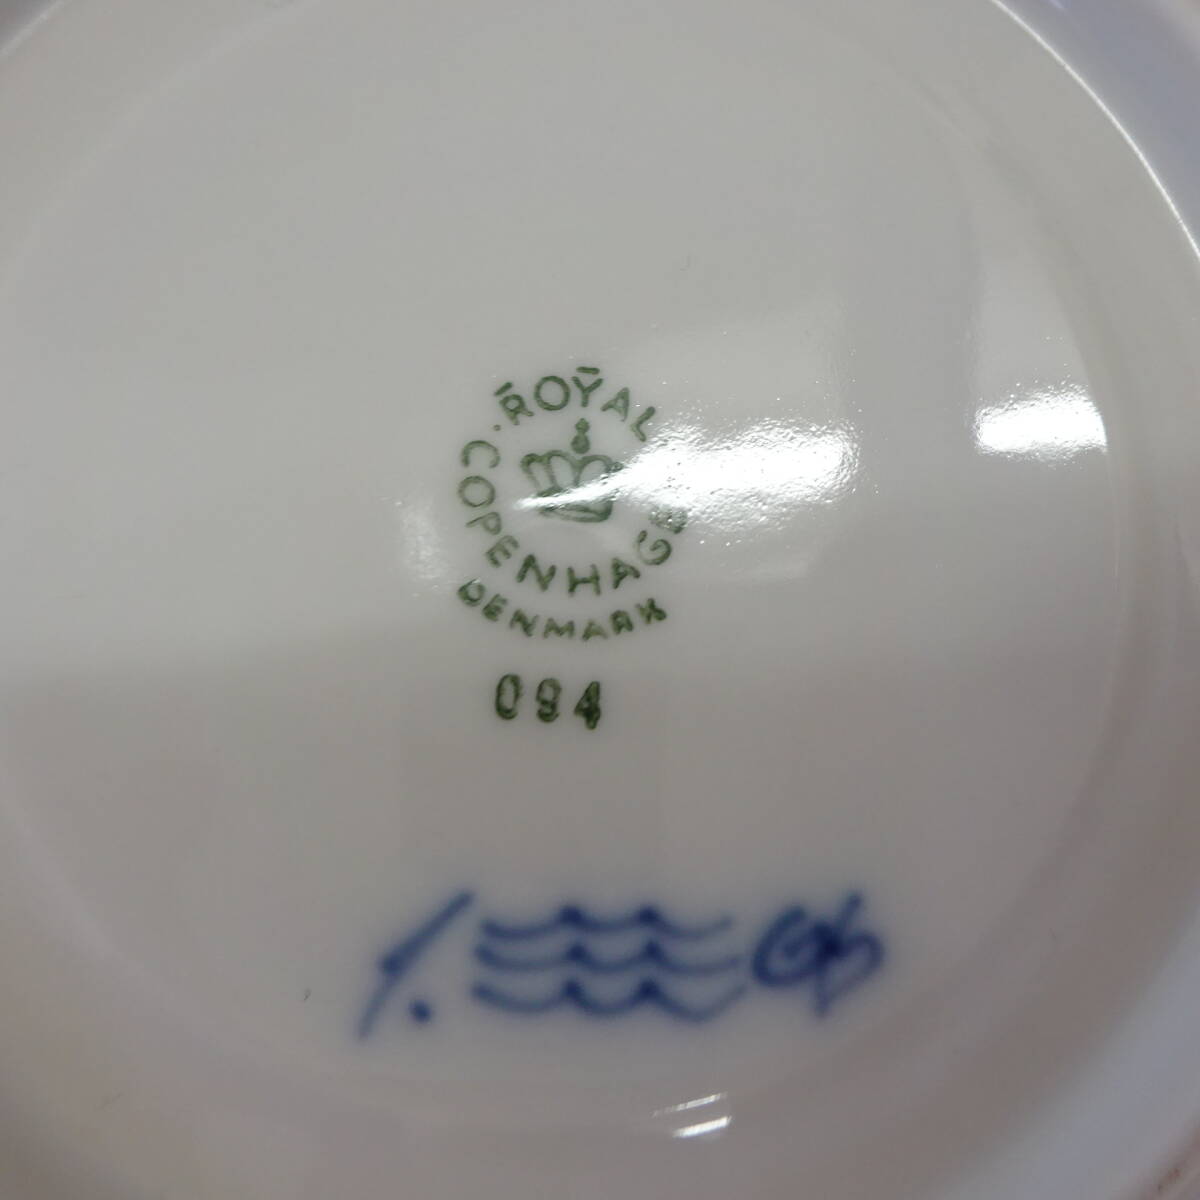 ROYAL
COPENHAGEN
DENMARK
094